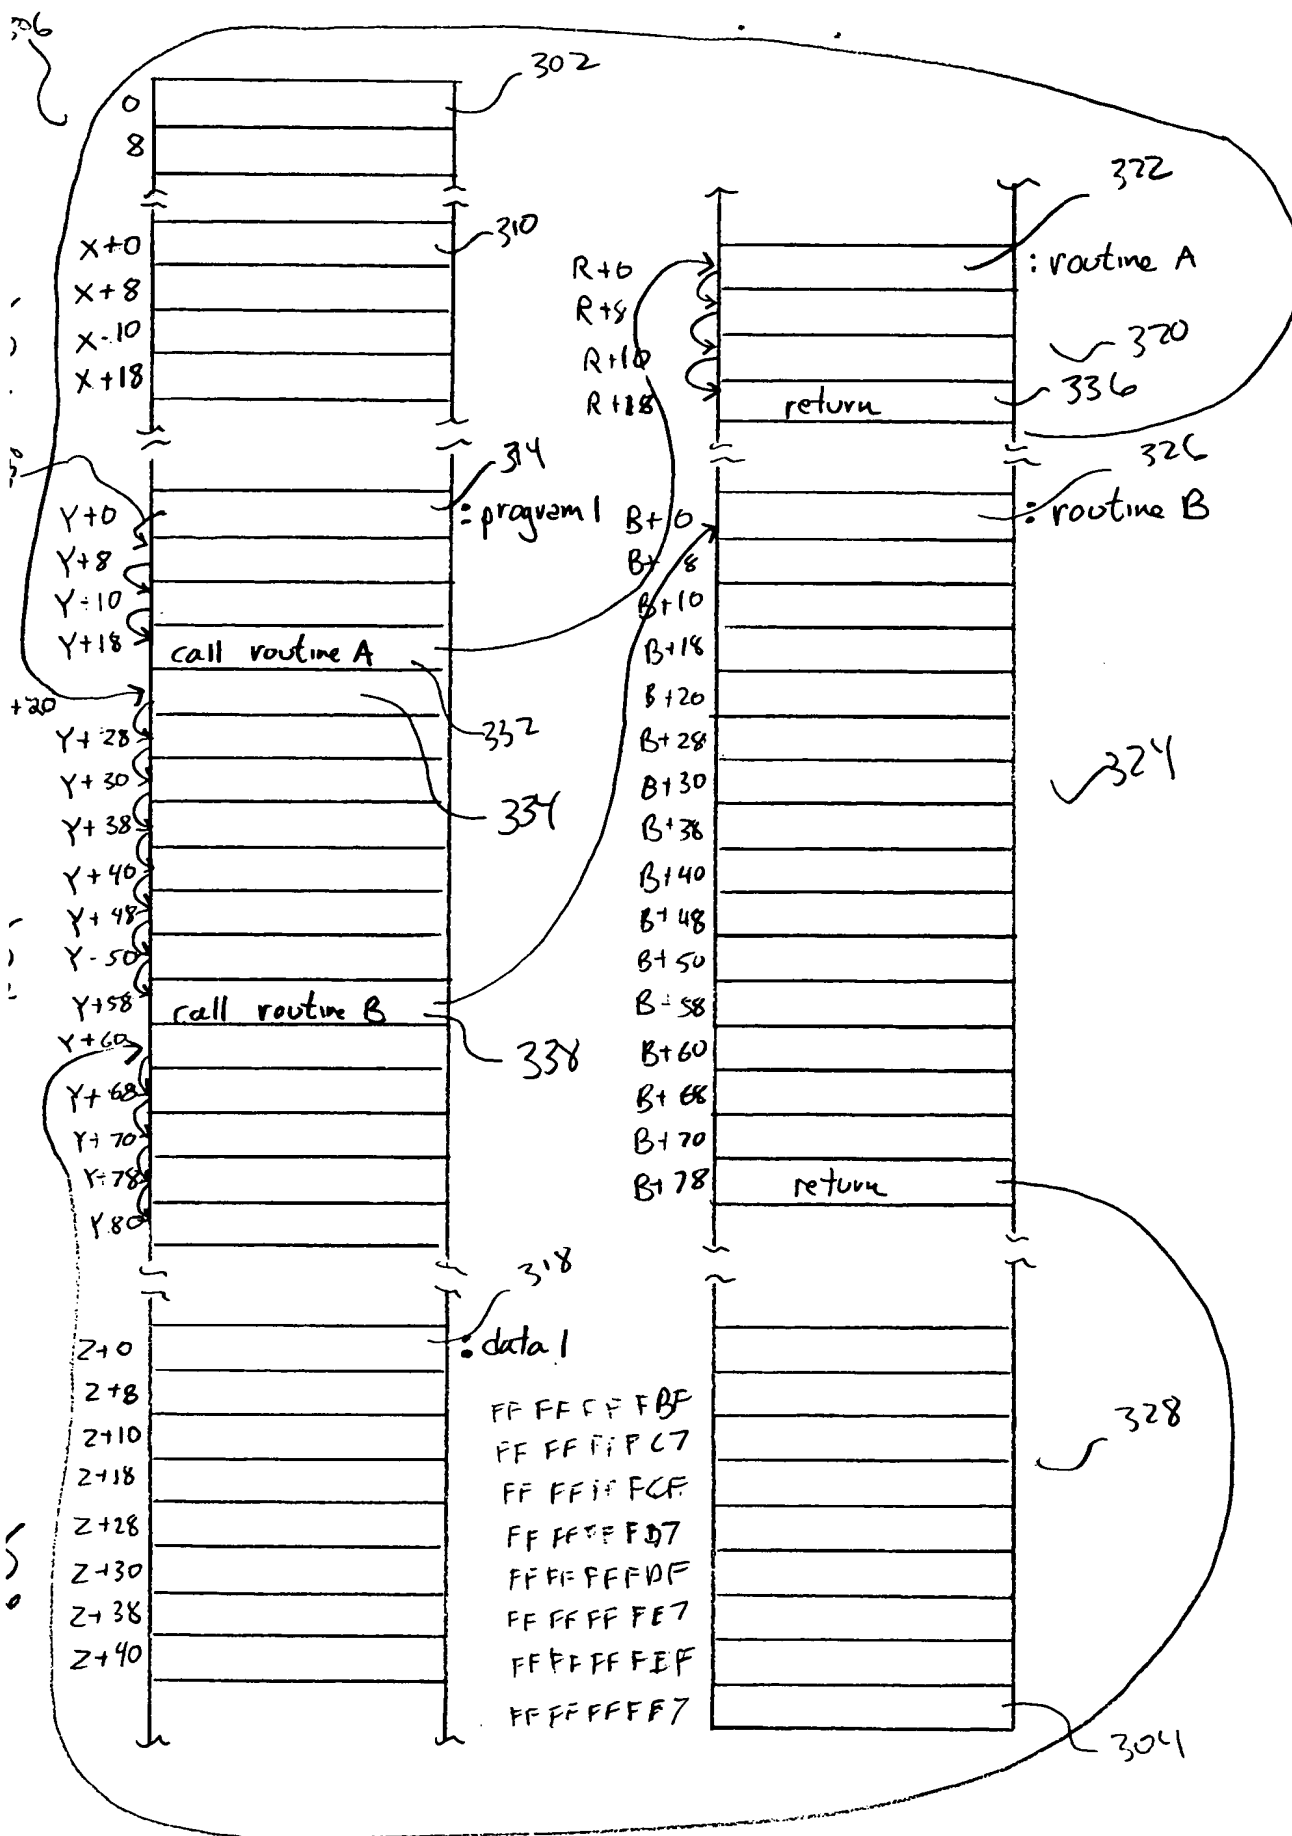 306
302
0
8
310
X+0
X+8
X-10
X+18
314
Y+0
: program 1
Y+8
Y-10
Y+18
call routine A
+20
332
Y+28
Y+30
334
Y+38
Y+40
Y+48
Y-50
Y+58
call routine B
Y+60
338
Y+68
Y+70
Y-78
Y.80
318
Z+0
: data 1
Z+8
Z+10
Z+18
Z+28
Z+30
Z+38
Z+40
322
R+0
: routine A
R+8
320
R+10
336
R+18
return
326
B+0
: routine B
B+8
B+10
B+18
B+20
B+28
324
B+30
B+38
B+40
B+48
B+50
B-58
B+60
B+68
B+70
B+78
return
FF FF FF FBF
FF FF FF FC7
328
FF FF FF FCF
FF FF FF FD7
FF FF FF FDF
FF FF FF FE7
FF FF FF FEF
FF FF FF FF7
304